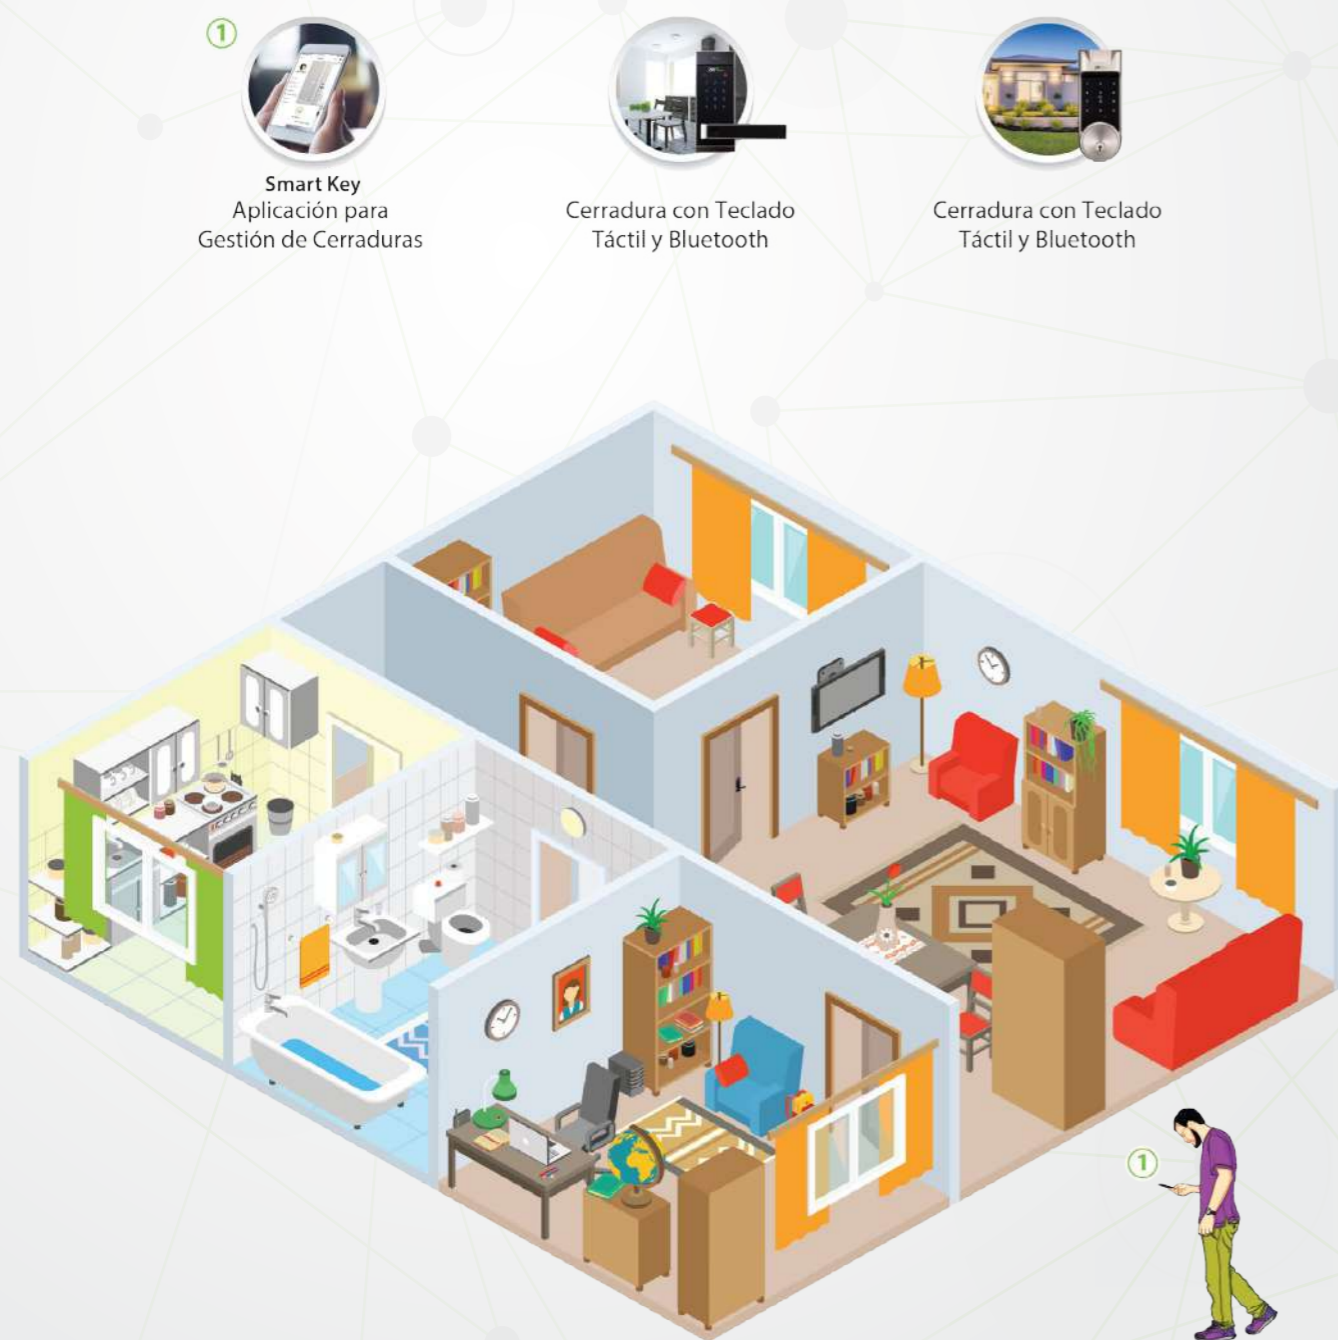 ①
Smart Key
Aplicación para
Gestión de Cerraduras
Cerradura con Teclado
Táctil y Bluetooth
Cerradura con Teclado
Táctil y Bluetooth
①